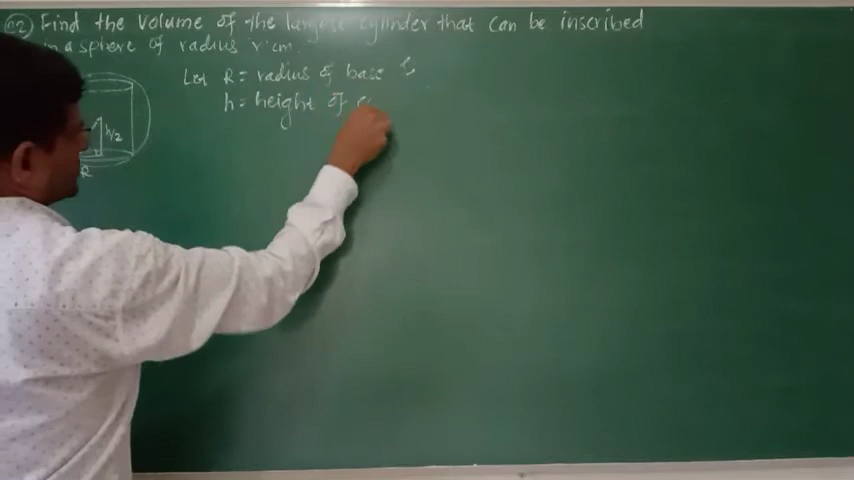 Q2) Find the volume of the largest cylinder that can be inscribed
in a sphere of radius r cm.
Let R = radius of base &
h = height of c
h/2
R